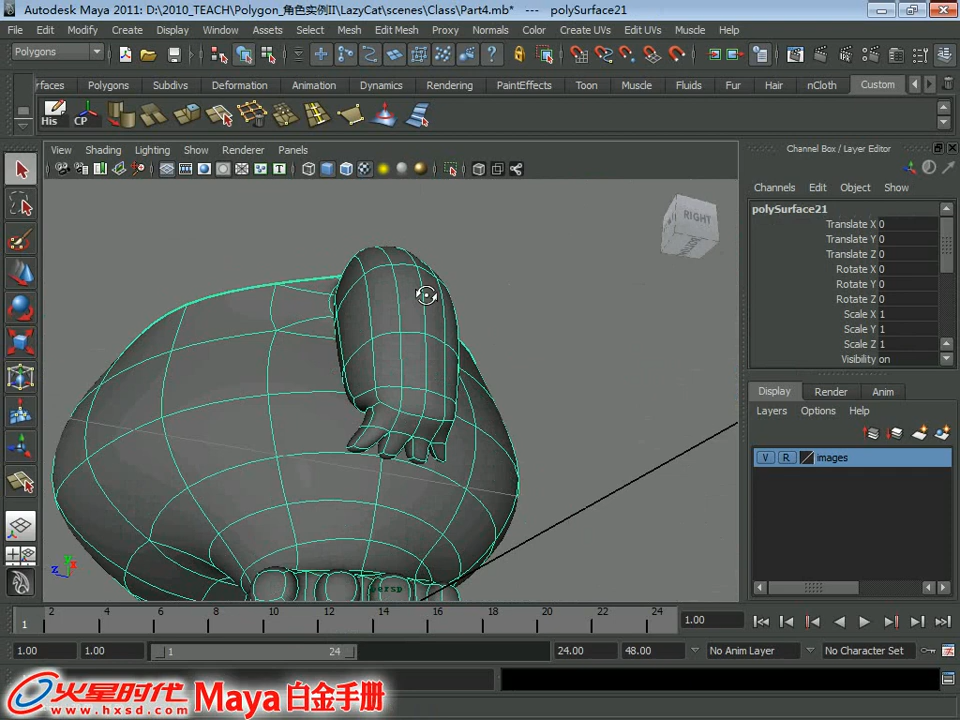 Autodesk Maya 2011: D:\2010_TEACH\Polygon_角色实例II\LazyCat\scenes\Class\Part4.mb* --- polySurface21
File Edit Modify Create Display Window Assets Select Mesh Edit Mesh Proxy Normals Color Create UVs Edit UVs Muscle Help
Polygons
rfaces Polygons Subdivs Deformation Animation Dynamics Rendering PaintEffects Toon Muscle Fluids Fur Hair nCloth Custom
His CP
View Shading Lighting Show Renderer Panels
Channel Box / Layer Editor
Channels Edit Object Show
polySurface21
Translate X 0
Translate Y 0
Translate Z 0
Rotate X 0
Rotate Y 0
Rotate Z 0
Scale X 1
Scale Y 1
Scale Z 1
Visibility on
RIGHT
Display Render Anim
Layers Options Help
V R images
persp
y
z x
2 4 6 8 10 12 14 16 18 20 22 24
1
1.00
1.00 1.00 1 24 24.00 48.00 No Anim Layer No Character Set
火星时代 Maya 白金手册
www.hxsd.com